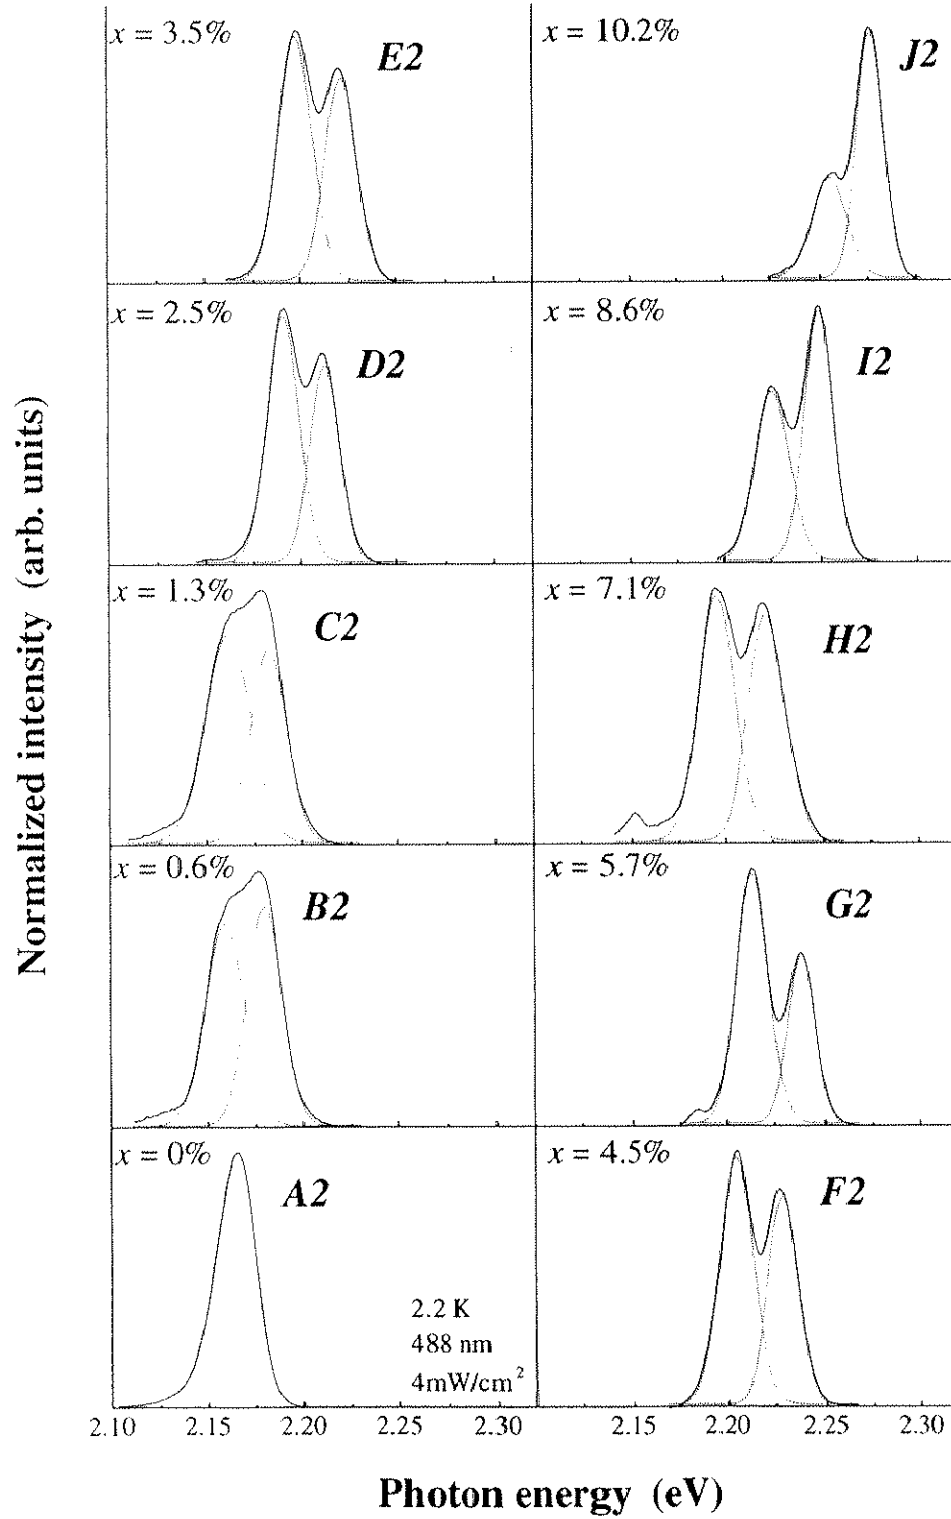 x = 3.5%
E2
x = 10.2%
J2
x = 2.5%
D2
x = 8.6%
I2
x = 1.3%
C2
x = 7.1%
H2
x = 0.6%
B2
x = 5.7%
G2
x = 0%
A2
2.2 K
488 nm
4mW/cm²
x = 4.5%
F2
2.10 2.15 2.20 2.25 2.30 2.15 2.20 2.25 2.30
Photon energy (eV)
Normalized intensity (arb. units)